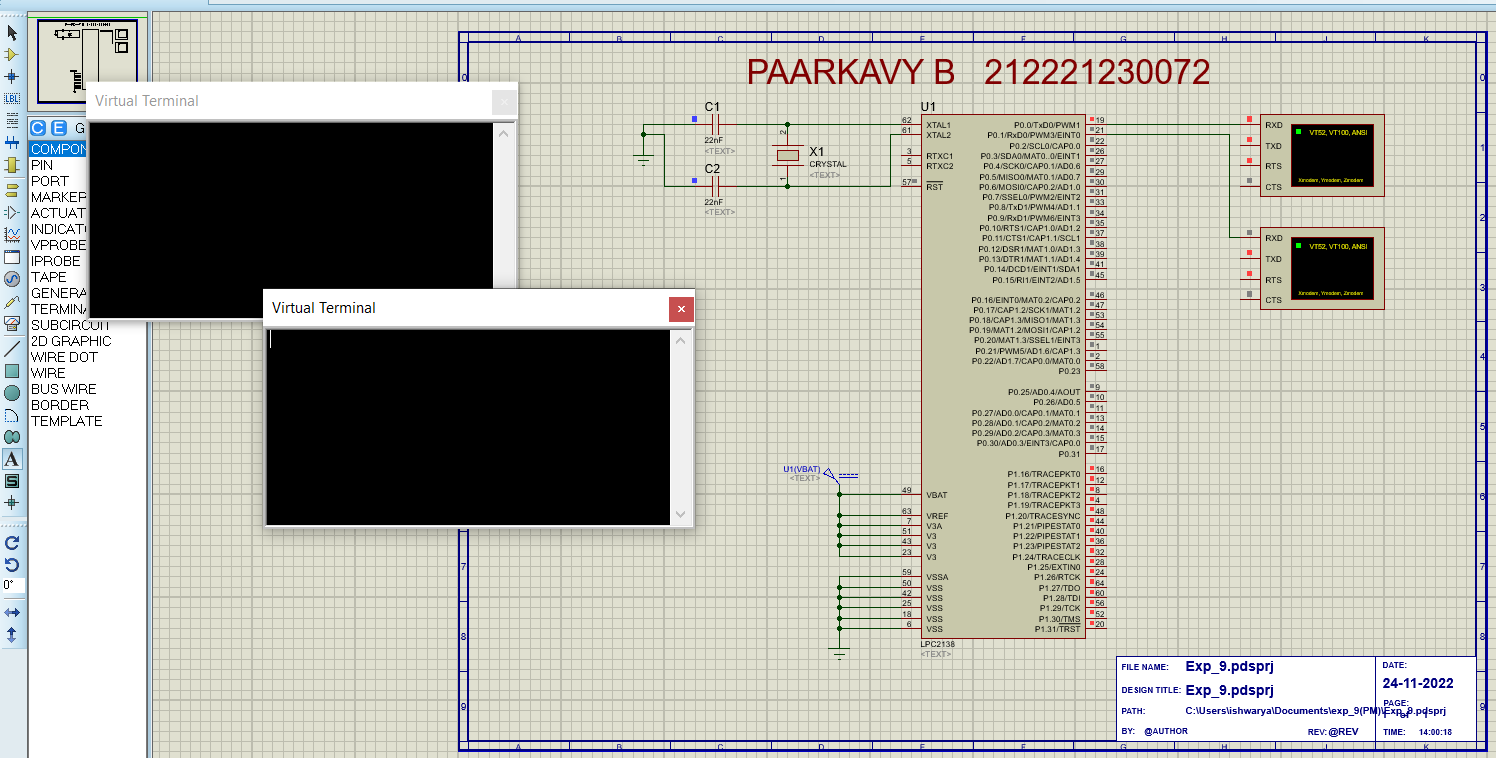 PAARKAVY B 212221230072
Virtual Terminal
Virtual Terminal
C E G
COMPON
PIN
PORT
MARKER
ACTUAT
INDICAT
VPROBE
IPROBE
TAPE
GENERA
TERMINA
SUBCIRCUIT
2D GRAPHIC
WIRE DOT
WIRE
BUS WIRE
BORDER
TEMPLATE
LBL
A
S
0°
A B C D E F G H J K
0 1 2 3 4 5 6 7 8 9
C1
22nF
<TEXT>
C2
22nF
<TEXT>
X1
CRYSTAL
<TEXT>
2
1
U1
62 XTAL1
61 XTAL2
3 RTXC1
5 RTXC2
57 RST
P0.0/TxD0/PWM1 19
P0.1/RxD0/PWM3/EINT0 21
P0.2/SCL0/CAP0.0 22
P0.3/SDA0/MAT0..0/EINT1 26
P0.4/SCK0/CAP0.1/AD0.6 27
P0.5/MISO0/MAT0.1/AD0.7 29
P0.6/MOSI0/CAP0.2/AD1.0 30
P0.7/SSEL0/PWM2/EINT2 31
P0.8/TxD1/PWM4/AD1.1 33
P0.9/RxD1/PWM6/EINT3 34
P0.10/RTS1/CAP1.0/AD1.2 35
P0.11/CTS1/CAP1.1/SCL1 37
P0.12/DSR1/MAT1.0/AD1.3 38
P0.13/DTR1/MAT1.1/AD1.4 39
P0.14/DCD1/EINT1/SDA1 41
P0.15/RI1/EINT2/AD1.5 45
P0.16/EINT0/MAT0.2/CAP0.2 46
P0.17/CAP1.2/SCK1/MAT1.2 47
P0.18/CAP1.3/MISO1/MAT1.3 53
P0.19/MAT1.2/MOSI1/CAP1.2 54
P0.20/MAT1.3/SSEL1/EINT3 55
P0.21/PWM5/AD1.6/CAP1.3 1
P0.22/AD1.7/CAP0.0/MAT0.0 2
P0.23 58
P0.25/AD0.4/AOUT 9
P0.26/AD0.5 10
P0.27/AD0.0/CAP0.1/MAT0.1 11
P0.28/AD0.1/CAP0.2/MAT0.2 13
P0.29/AD0.2/CAP0.3/MAT0.3 14
P0.30/AD0.3/EINT3/CAP0.0 15
P0.31 17
P1.16/TRACEPKT0 16
P1.17/TRACEPKT1 12
P1.18/TRACEPKT2 8
P1.19/TRACEPKT3 4
P1.20/TRACESYNC 48
P1.21/PIPESTAT0 44
P1.22/PIPESTAT1 40
P1.23/PIPESTAT2 36
P1.24/TRACECLK 32
P1.25/EXTIN0 28
P1.26/RTCK 24
P1.27/TDO 64
P1.28/TDI 60
P1.29/TCK 56
P1.30/TMS 52
P1.31/TRST 20
U1(VBAT)
<TEXT>
49 VBAT
63 VREF
7 V3A
51 V3
43 V3
23 V3
59 VSSA
50 VSS
42 VSS
25 VSS
18 VSS
6 VSS
LPC2138
<TEXT>
RXD
TXD
RTS
CTS
VT52, VT100, ANSI
Xmodem, Ymodem, Zmodem
RXD
TXD
RTS
CTS
VT52, VT100, ANSI
Xmodem, Ymodem, Zmodem
FILE NAME: Exp_9.pdsprj
DESIGN TITLE: Exp_9.pdsprj
PATH: C:\Users\ishwarya\Documents\exp_9(PM)\Exp_9.pdsprj
BY: @AUTHOR REV: @REV
DATE:
24-11-2022
PAGE:
TIME: 14:00:18